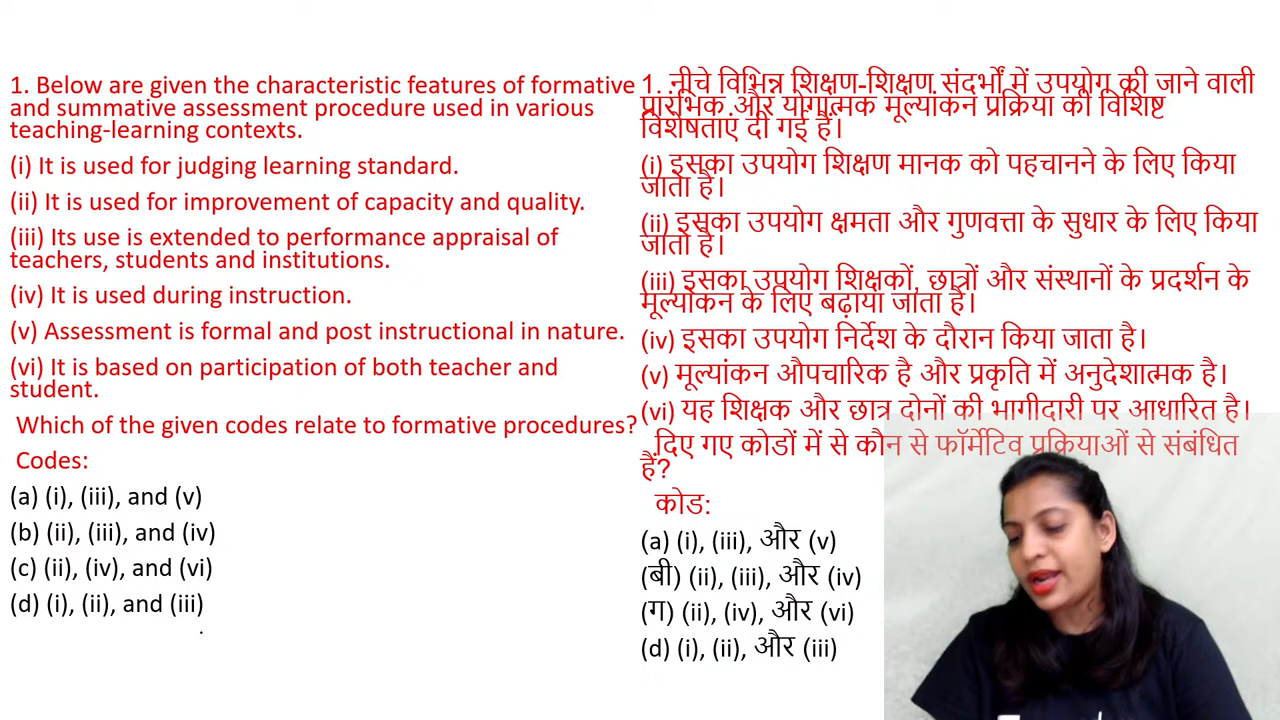 1. Below are given the characteristic features of formative
and summative assessment procedure used in various
teaching-learning contexts.
(i) It is used for judging learning standard.
(ii) It is used for improvement of capacity and quality.
(iii) Its use is extended to performance appraisal of
teachers, students and institutions.
(iv) It is used during instruction.
(v) Assessment is formal and post instructional in nature.
(vi) It is based on participation of both teacher and
student.
Which of the given codes relate to formative procedures?
Codes:
(a) (i), (iii), and (v)
(b) (ii), (iii), and (iv)
(c) (ii), (iv), and (vi)
(d) (i), (ii), and (iii)
1. नीचे विभिन्न शिक्षण-शिक्षण संदर्भों में उपयोग की जाने वाली
प्रारंभिक और योगात्मक मूल्यांकन प्रक्रिया की विशिष्ट
विशेषताएं दी गई हैं।
(i) इसका उपयोग शिक्षण मानक को पहचानने के लिए किया
जाता है।
(ii) इसका उपयोग क्षमता और गुणवत्ता के सुधार के लिए किया
जाता है।
(iii) इसका उपयोग शिक्षकों, छात्रों और संस्थानों के प्रदर्शन के
मूल्यांकन के लिए बढ़ाया जाता है।
(iv) इसका उपयोग निर्देश के दौरान किया जाता है।
(v) मूल्यांकन औपचारिक है और प्रकृति में अनुदेशात्मक है।
(vi) यह शिक्षक और छात्र दोनों की भागीदारी पर आधारित है।
दिए गए कोडों में से कौन से फॉर्मेटिव प्रक्रियाओं से संबंधित
हैं?
कोड:
(a) (i), (iii), और (v)
(बी) (ii), (iii), और (iv)
(ग) (ii), (iv), और (vi)
(d) (i), (ii), और (iii)